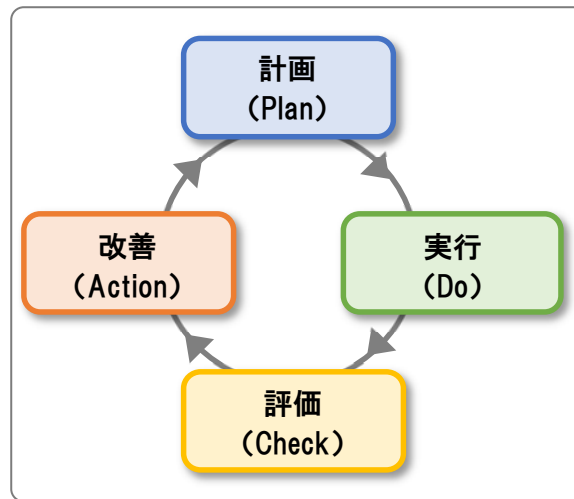 計画
（Plan）
実行
（Do）
評価
（Check）
改善
（Action）